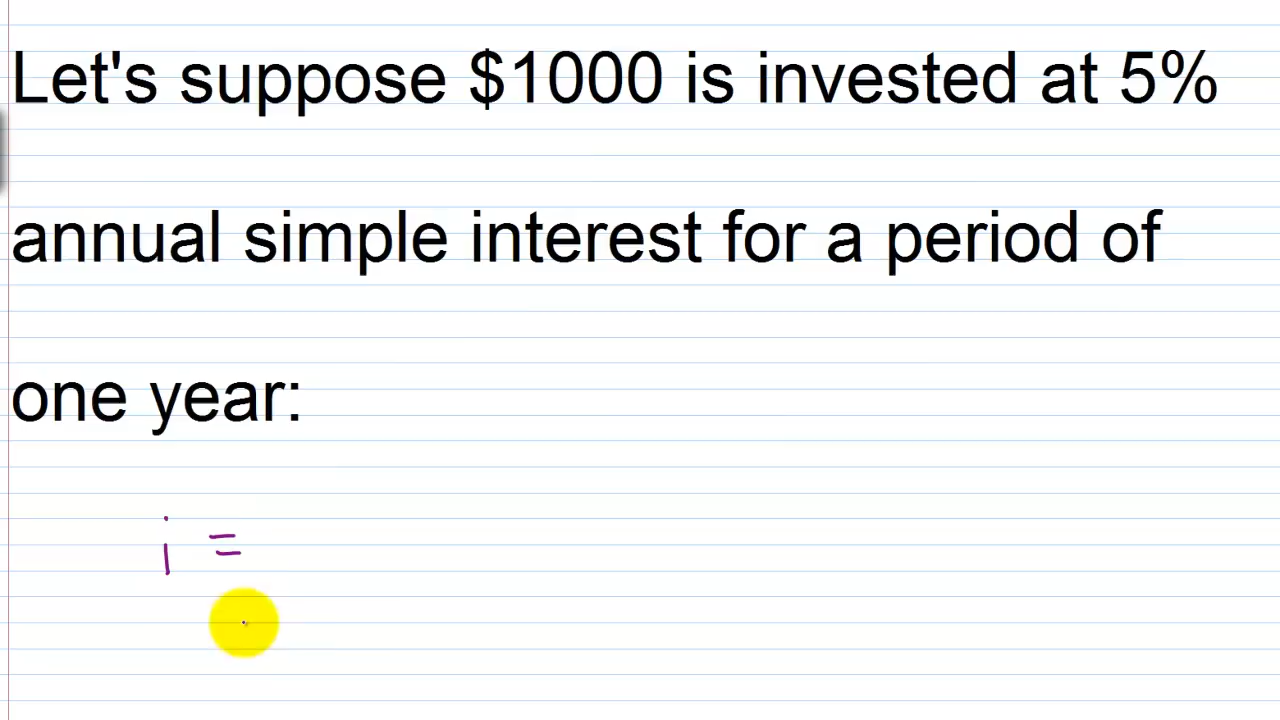 Let's suppose $1000 is invested at 5%
annual simple interest for a period of
one year:
i =